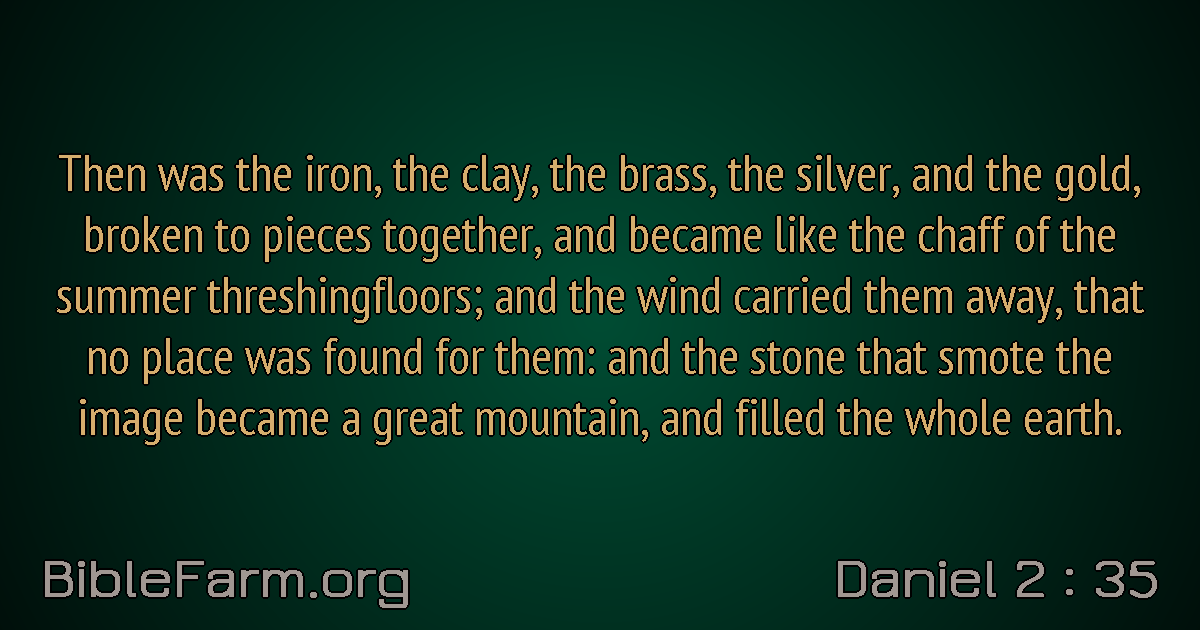 Then was the iron, the clay, the brass, the silver, and the gold,
broken to pieces together, and became like the chaff of the
summer threshingfloors; and the wind carried them away, that
no place was found for them: and the stone that smote the
image became a great mountain, and filled the whole earth.
BibleFarm.org
Daniel 2 : 35